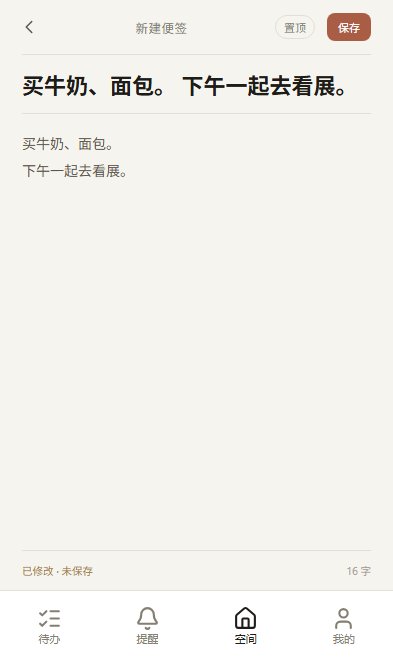 新建便签
置顶
保存
买牛奶、面包。 下午一起去看展。
买牛奶、面包。
下午一起去看展。
已修改 · 未保存
16 字
待办
提醒
空间
我的